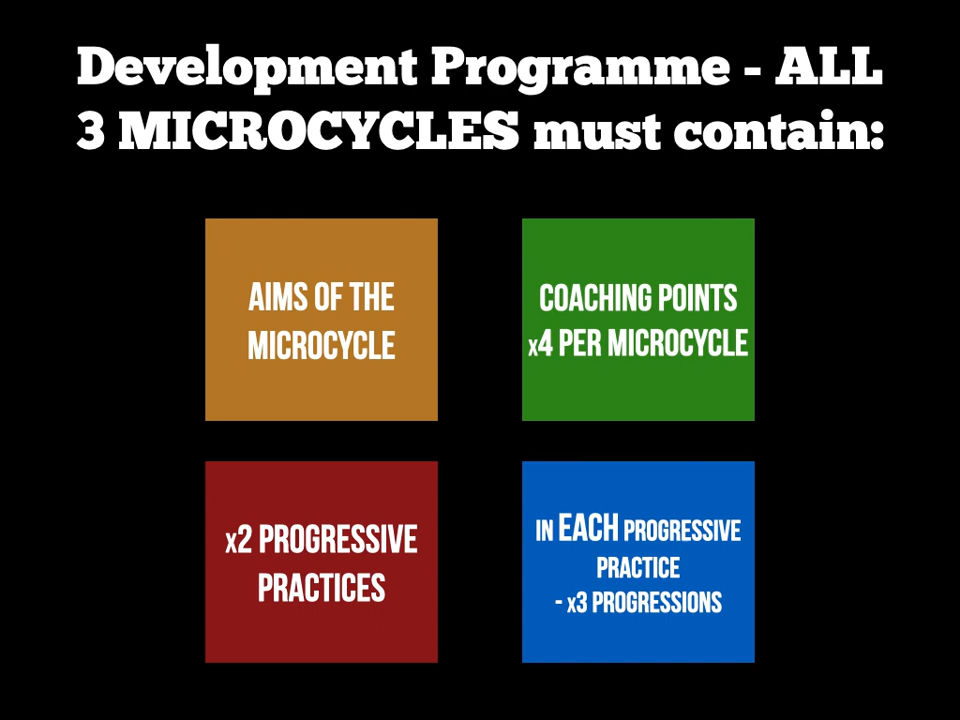 Development Programme - ALL
3 MICROCYCLES must contain:
AIMS OF THE
MICROCYCLE
COACHING POINTS
x4 PER MICROCYCLE
x2 PROGRESSIVE
PRACTICES
IN EACH PROGRESSIVE
PRACTICE
- x3 PROGRESSIONS